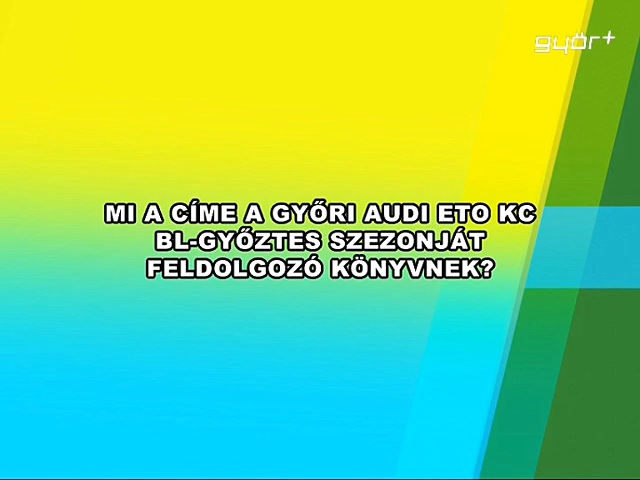 győr+
MI A CÍME A GYŐRI AUDI ETO KC
BL-GYŐZTES SZEZONJÁT
FELDOLGOZÓ KÖNYVNEK?